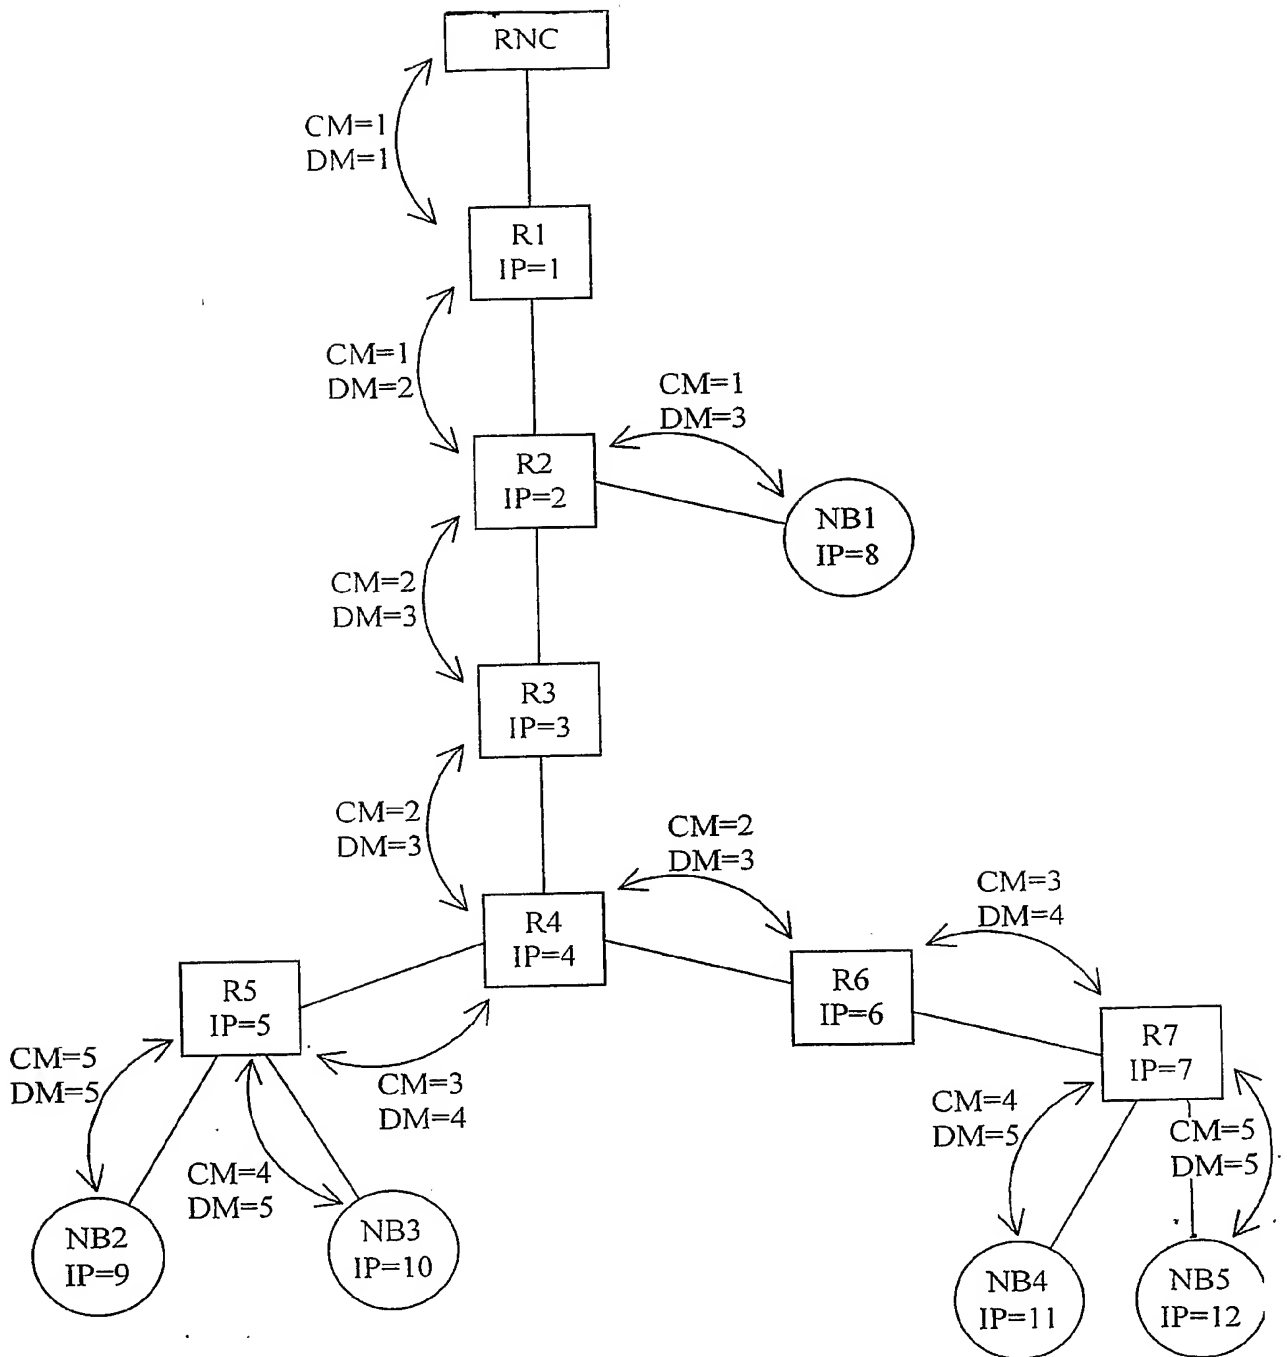 RNC
CM=1
DM=1
R1
IP=1
CM=1
DM=2
CM=1
DM=3
R2
IP=2
NB1
IP=8
CM=2
DM=3
R3
IP=3
CM=2
DM=3
CM=2
DM=3
CM=3
DM=4
R4
IP=4
R5
IP=5
R6
IP=6
R7
IP=7
CM=5
DM=5
CM=3
DM=4
CM=4
DM=5
CM=5
DM=5
CM=4
DM=5
NB2
IP=9
NB3
IP=10
NB4
IP=11
NB5
IP=12